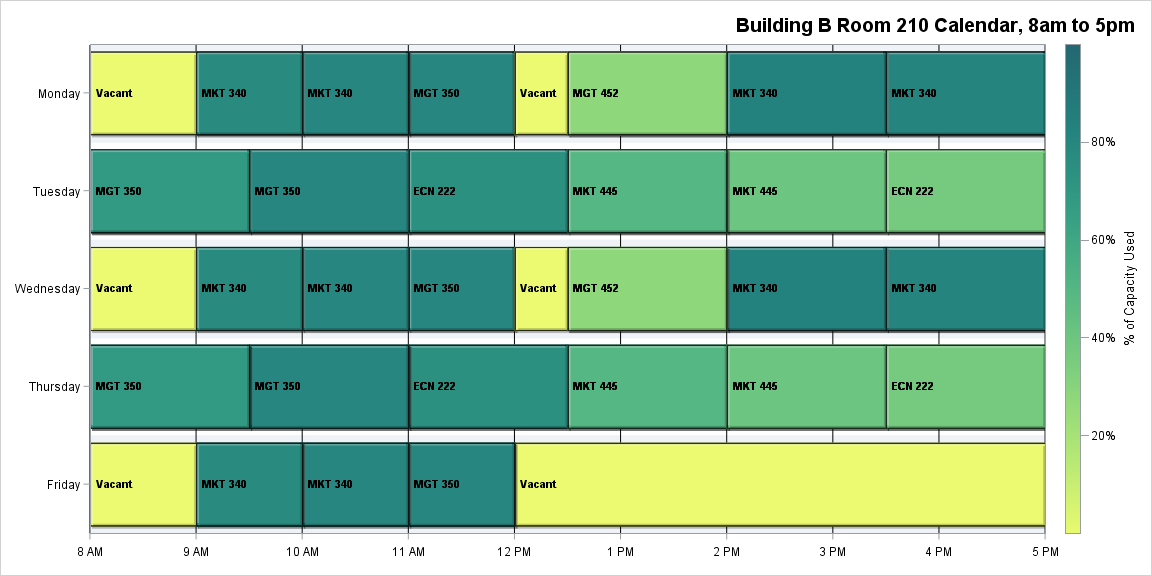 Building B Room 210 Calendar, 8am to 5pm
Monday
Vacant
MKT 340
MKT 340
MGT 350
Vacant
MGT 452
MKT 340
MKT 340
Tuesday
MGT 350
MGT 350
ECN 222
MKT 445
MKT 445
ECN 222
Wednesday
Vacant
MKT 340
MKT 340
MGT 350
Vacant
MGT 452
MKT 340
MKT 340
Thursday
MGT 350
MGT 350
ECN 222
MKT 445
MKT 445
ECN 222
Friday
Vacant
MKT 340
MKT 340
MGT 350
Vacant
8 AM
9 AM
10 AM
11 AM
12 PM
1 PM
2 PM
3 PM
4 PM
5 PM
80%
60%
40%
20%
% of Capacity Used